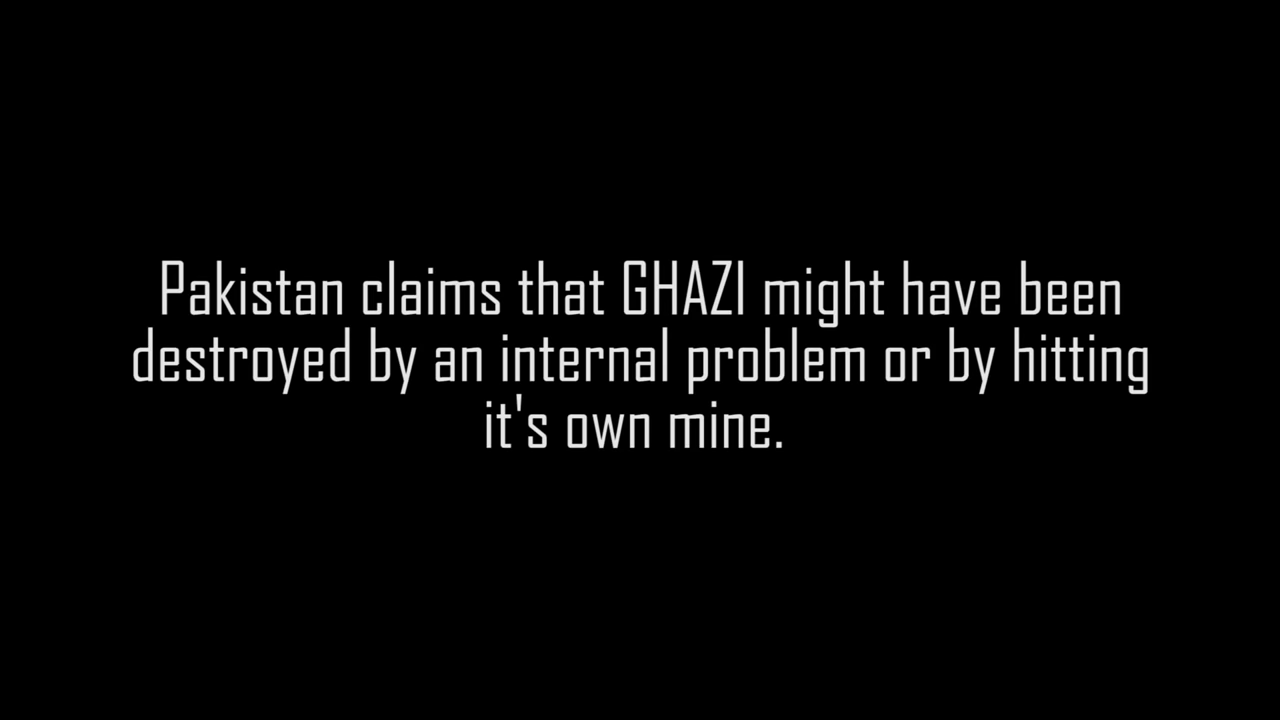 Pakistan claims that GHAZI might have been
destroyed by an internal problem or by hitting
it's own mine.